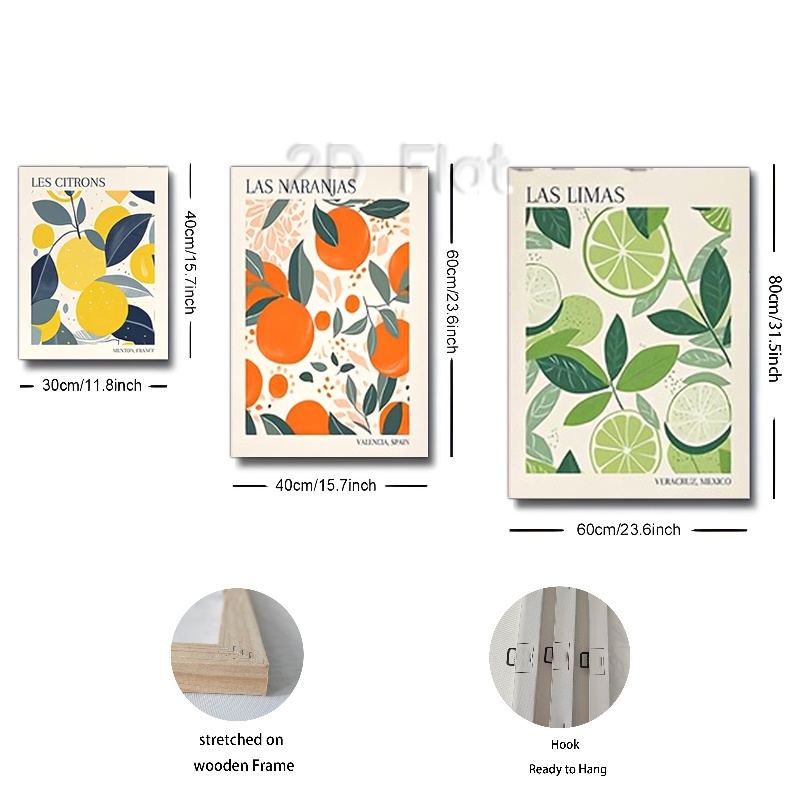 2D Flat
LES CITRONS
MENTON, FRANCE
40cm/15.7inch
30cm/11.8inch
LAS NARANJAS
VALENCIA, SPAIN
60cm/23.6inch
40cm/15.7inch
LAS LIMAS
VERACRUZ, MEXICO
80cm/31.5inch
60cm/23.6inch
stretched on
wooden Frame
Hook
Ready to Hang